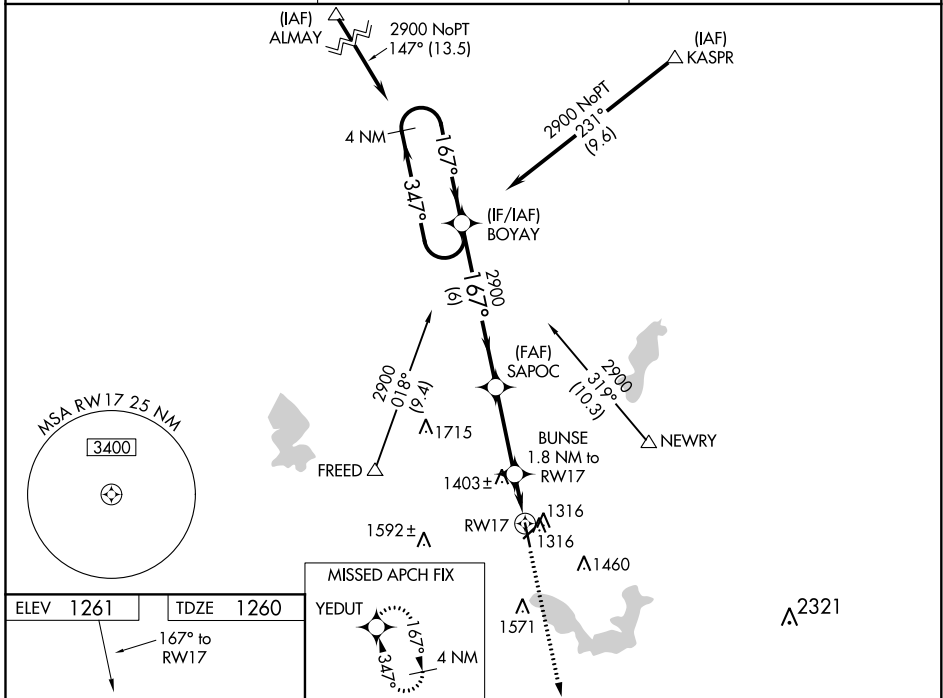 (IAF)
ALMAY
2900 NoPT
147° (13.5)
(IAF)
KASPR
2900 NoPT
231°
(9.6)
4 NM
167°
347°
(IF/IAF)
BOYAY
2900
167°
(6)
(FAF)
SAPOC
2900
018°
(9.4)
2900
319°
(10.3)
MSA RW17 25 NM
3400
1715
FREED
NEWRY
BUNSE
1.8 NM to
RW17
1403±
RW17
1316
1316
1592±
1460
MISSED APCH FIX
YEDUT
167°
347°
4 NM
1571
2321
ELEV 1261
TDZE 1260
167° to
RW17